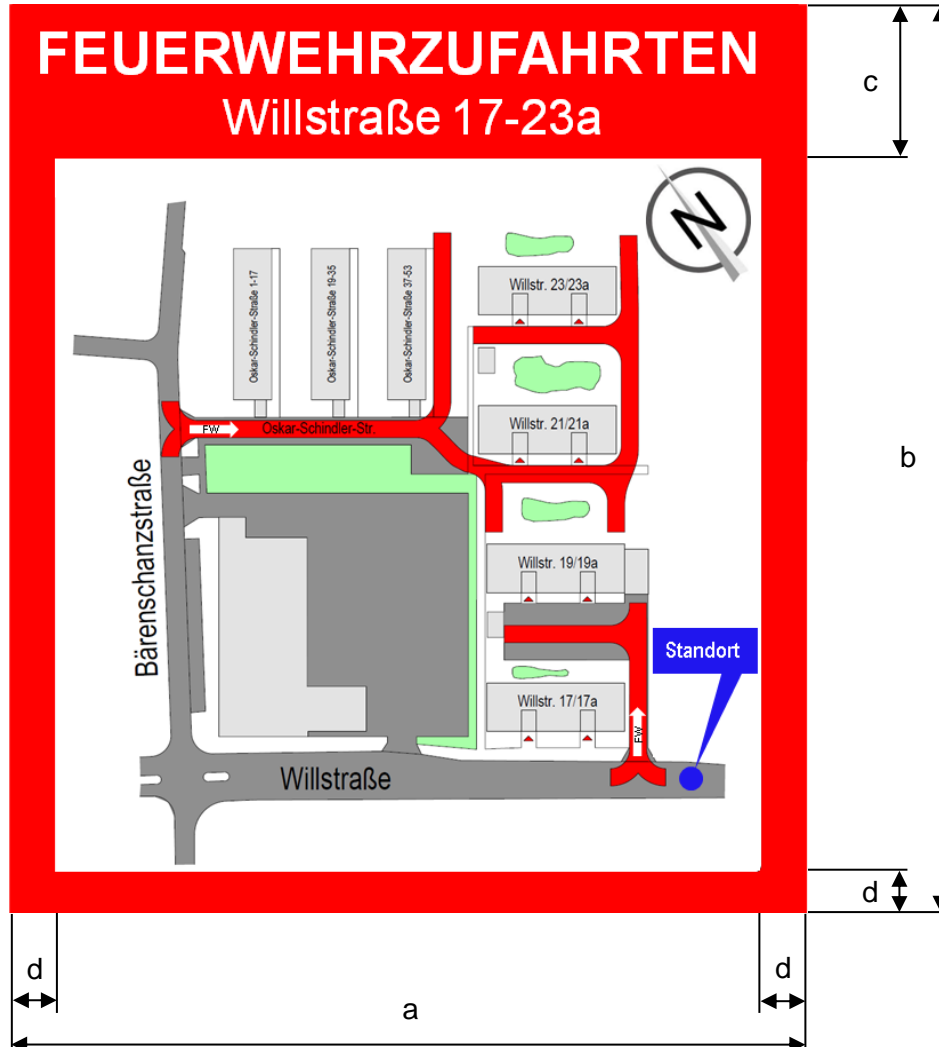 FEUERWEHRZUFAHRTEN
Willstraße 17-23a
c
N
Oskar-Schindler-Straße 1-17
Oskar-Schindler-Straße 19-35
Oskar-Schindler-Straße 37-53
Willstr. 23/23a
Willstr. 21/21a
FW
Oskar-Schindler-Str.
b
Bärenschanzstraße
Willstr. 19/19a
Standort
Willstr. 17/17a
FW
Willstraße
d
d
d
a